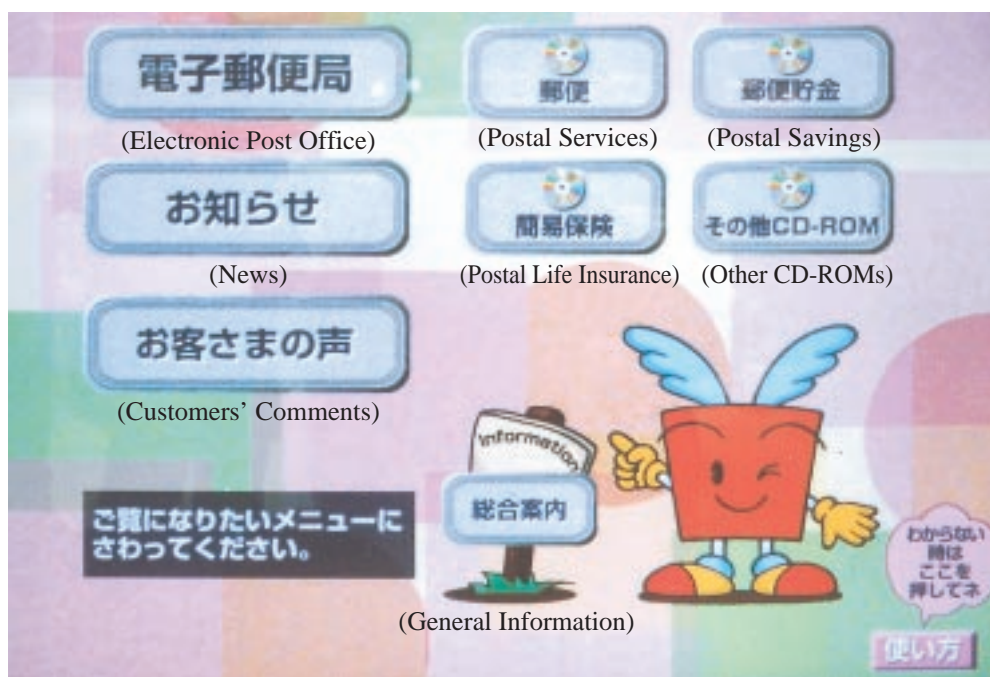 電子郵便局
(Electronic Post Office)
郵便
(Postal Services)
郵便貯金
(Postal Savings)
お知らせ
(News)
簡易保険
(Postal Life Insurance)
その他CD-ROM
(Other CD-ROMs)
お客さまの声
(Customers’ Comments)
Information
総合案内
(General Information)
ご覧になりたいメニューに
さわってください。
わからない
時は
ここを
押してネ
使い方